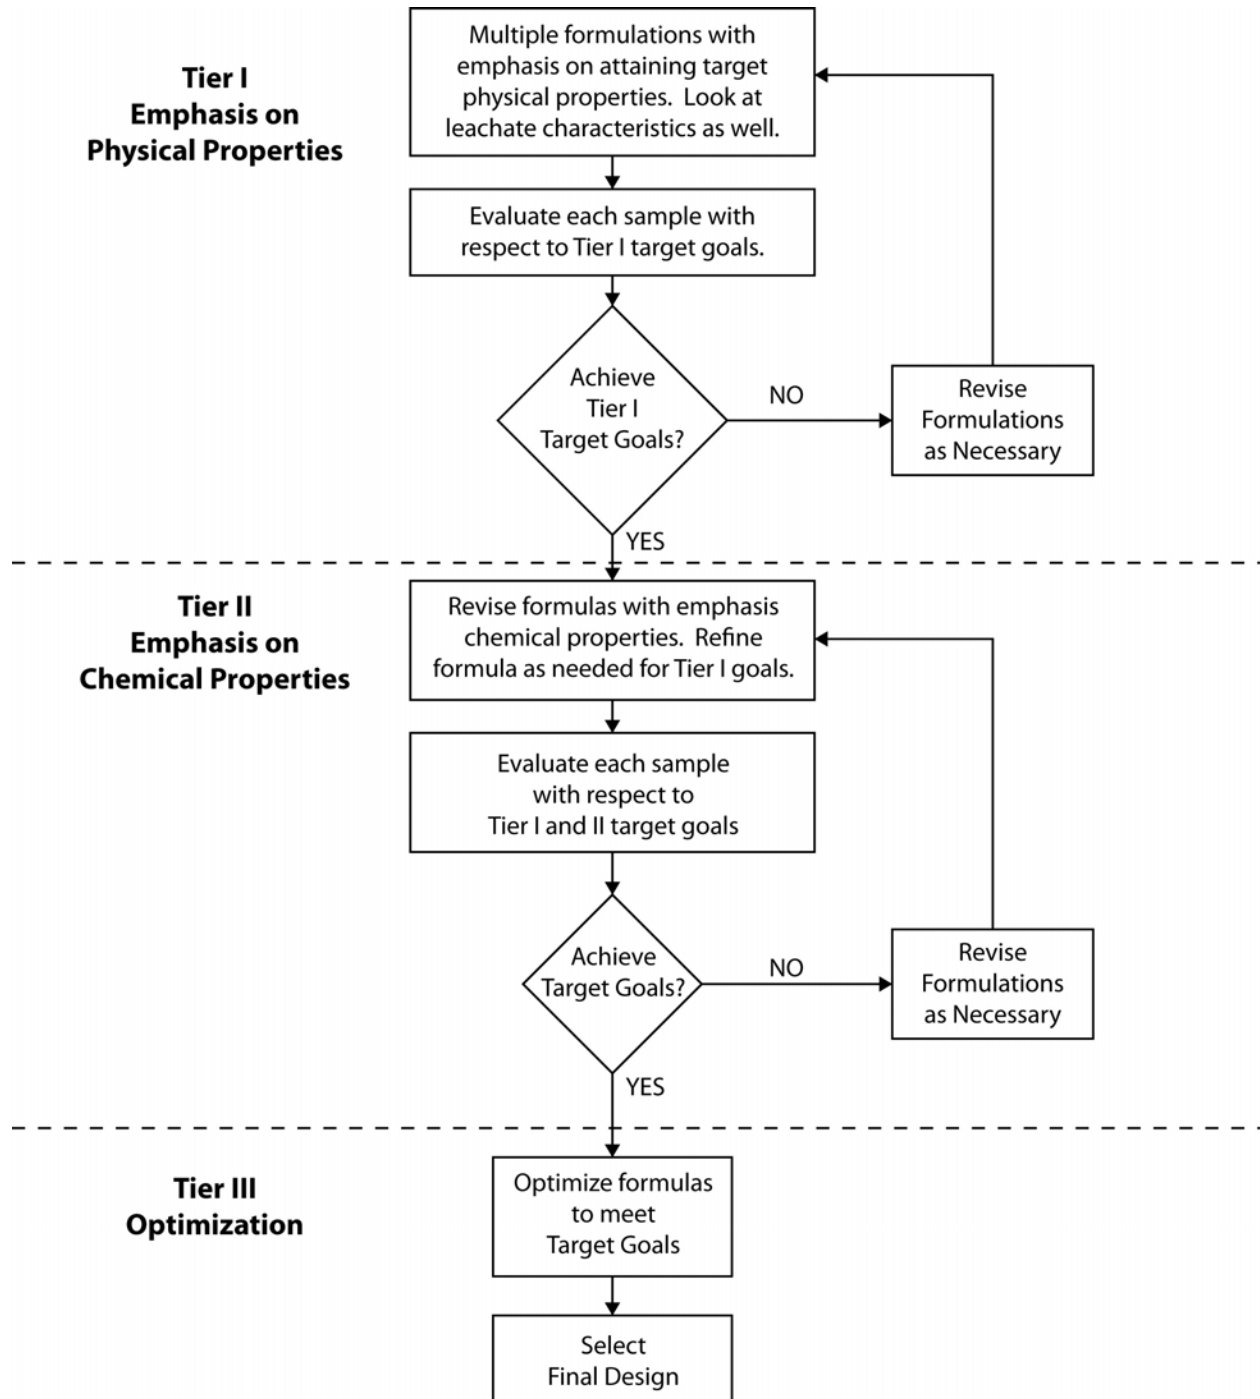 Tier I
Emphasis on
Physical Properties
Multiple formulations with
emphasis on attaining target
physical properties.  Look at
leachate characteristics as well.
Evaluate each sample with
respect to Tier I target goals.
Achieve
Tier I
Target Goals?
NO
Revise
Formulations
as Necessary
YES
Tier II
Emphasis on
Chemical Properties
Revise formulas with emphasis
chemical properties.  Refine
formula as needed for Tier I goals.
Evaluate each sample
with respect to
Tier I and II target goals
Achieve
Target Goals?
NO
Revise
Formulations
as Necessary
YES
Tier III
Optimization
Optimize formulas
to meet
Target Goals
Select
Final Design